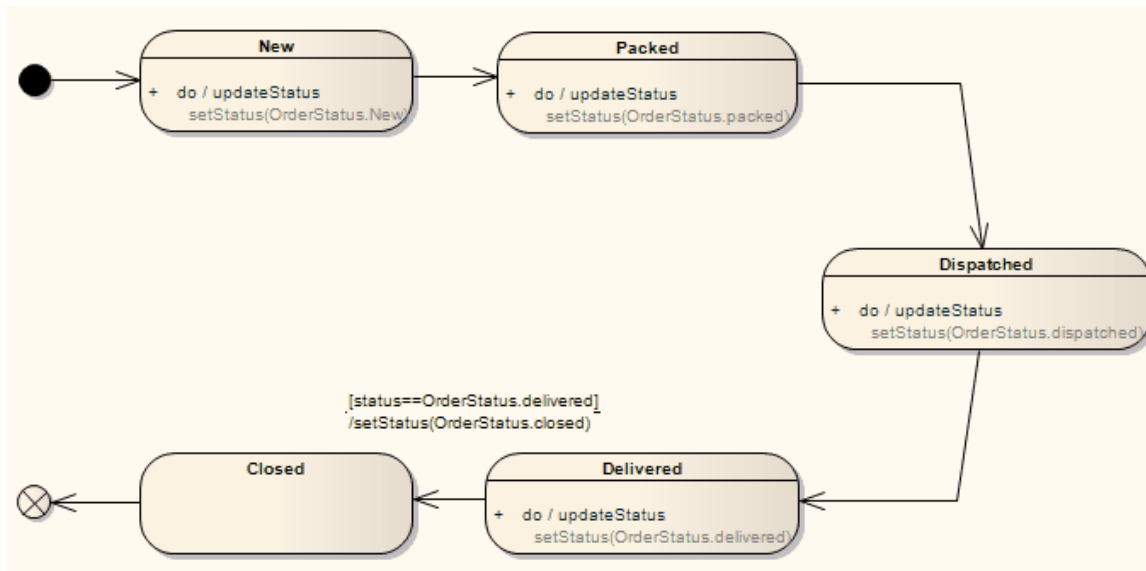 New
+ do / updateStatus
setStatus(OrderStatus.New)
Packed
+ do / updateStatus
setStatus(OrderStatus.packed)
Dispatched
+ do / updateStatus
setStatus(OrderStatus.dispatched)
[status==OrderStatus.delivered]
/setStatus(OrderStatus.closed)
Delivered
+ do / updateStatus
setStatus(OrderStatus.delivered)
Closed